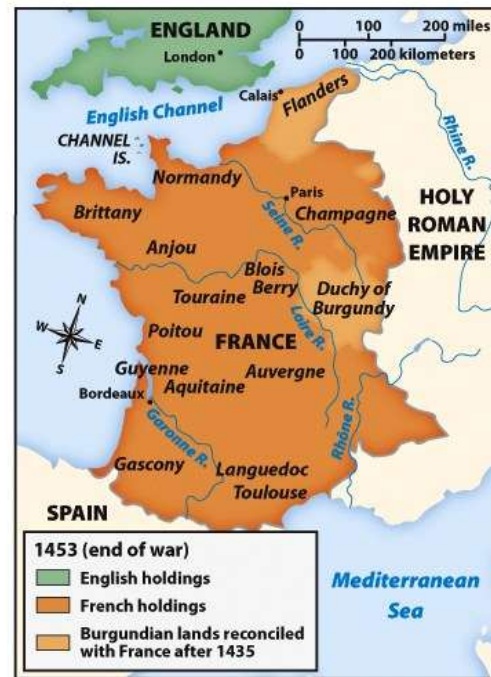 ENGLAND
London
0 100 200 miles
0 100 200 kilometers
Calais
Flanders
English Channel
CHANNEL
IS.
Rhine R.
Normandy
Paris
Seine R.
Champagne
HOLY
ROMAN
EMPIRE
Brittany
Anjou
Blois
Berry
Duchy of
Burgundy
Touraine
N
W
E
S
Poitou
FRANCE
Loire R.
Guyenne
Auvergne
Bordeaux
Aquitaine
Garonne R.
Rhône R.
Gascony
Languedoc
Toulouse
SPAIN
Mediterranean
Sea
1453 (end of war)
English holdings
French holdings
Burgundian lands reconciled
with France after 1435